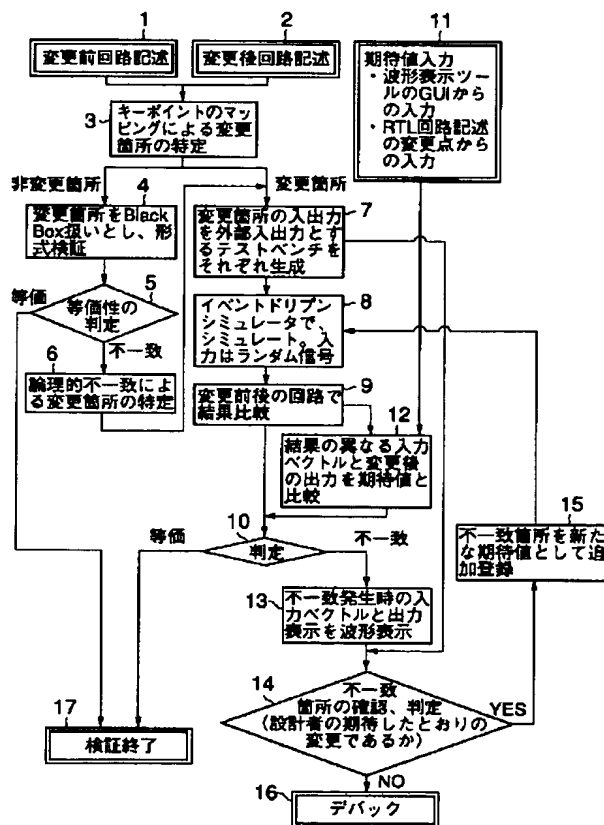 1
変更前回路記述
2
変更後回路記述
11
期待値入力
・波形表示ツー
ルのGUIから
の入力
・RTL回路記述
の変更点から
の入力
3
キーポイントのマッ
ピングによる変更
箇所の特定
非変更箇所
変更箇所
4
変更箇所をBlack
Box扱いとし、形
式検証
7
変更箇所の入出力
を外部入出力とす
るテストベンチを
それぞれ生成
5
等価
等価性の
判定
不一致
8
イベントドリプン
シミュレータで、
シミュレート。入
力はランダム信号
6
論理的不一致によ
る変更箇所の特定
9
変更前後の回路で
結果比較
12
結果の異なる入力
ベクトルと変更後
の出力を期待値と
比較
10
等価
判定
不一致
15
不一致箇所を新た
な期待値として追
加登録
13
不一致発生時の入
力ベクトルと出力
表示を波形表示
14
不一致
箇所の確認、判定
(設計者の期待したとおりの
変更であるか)
YES
NO
17
検証終了
16
デバック